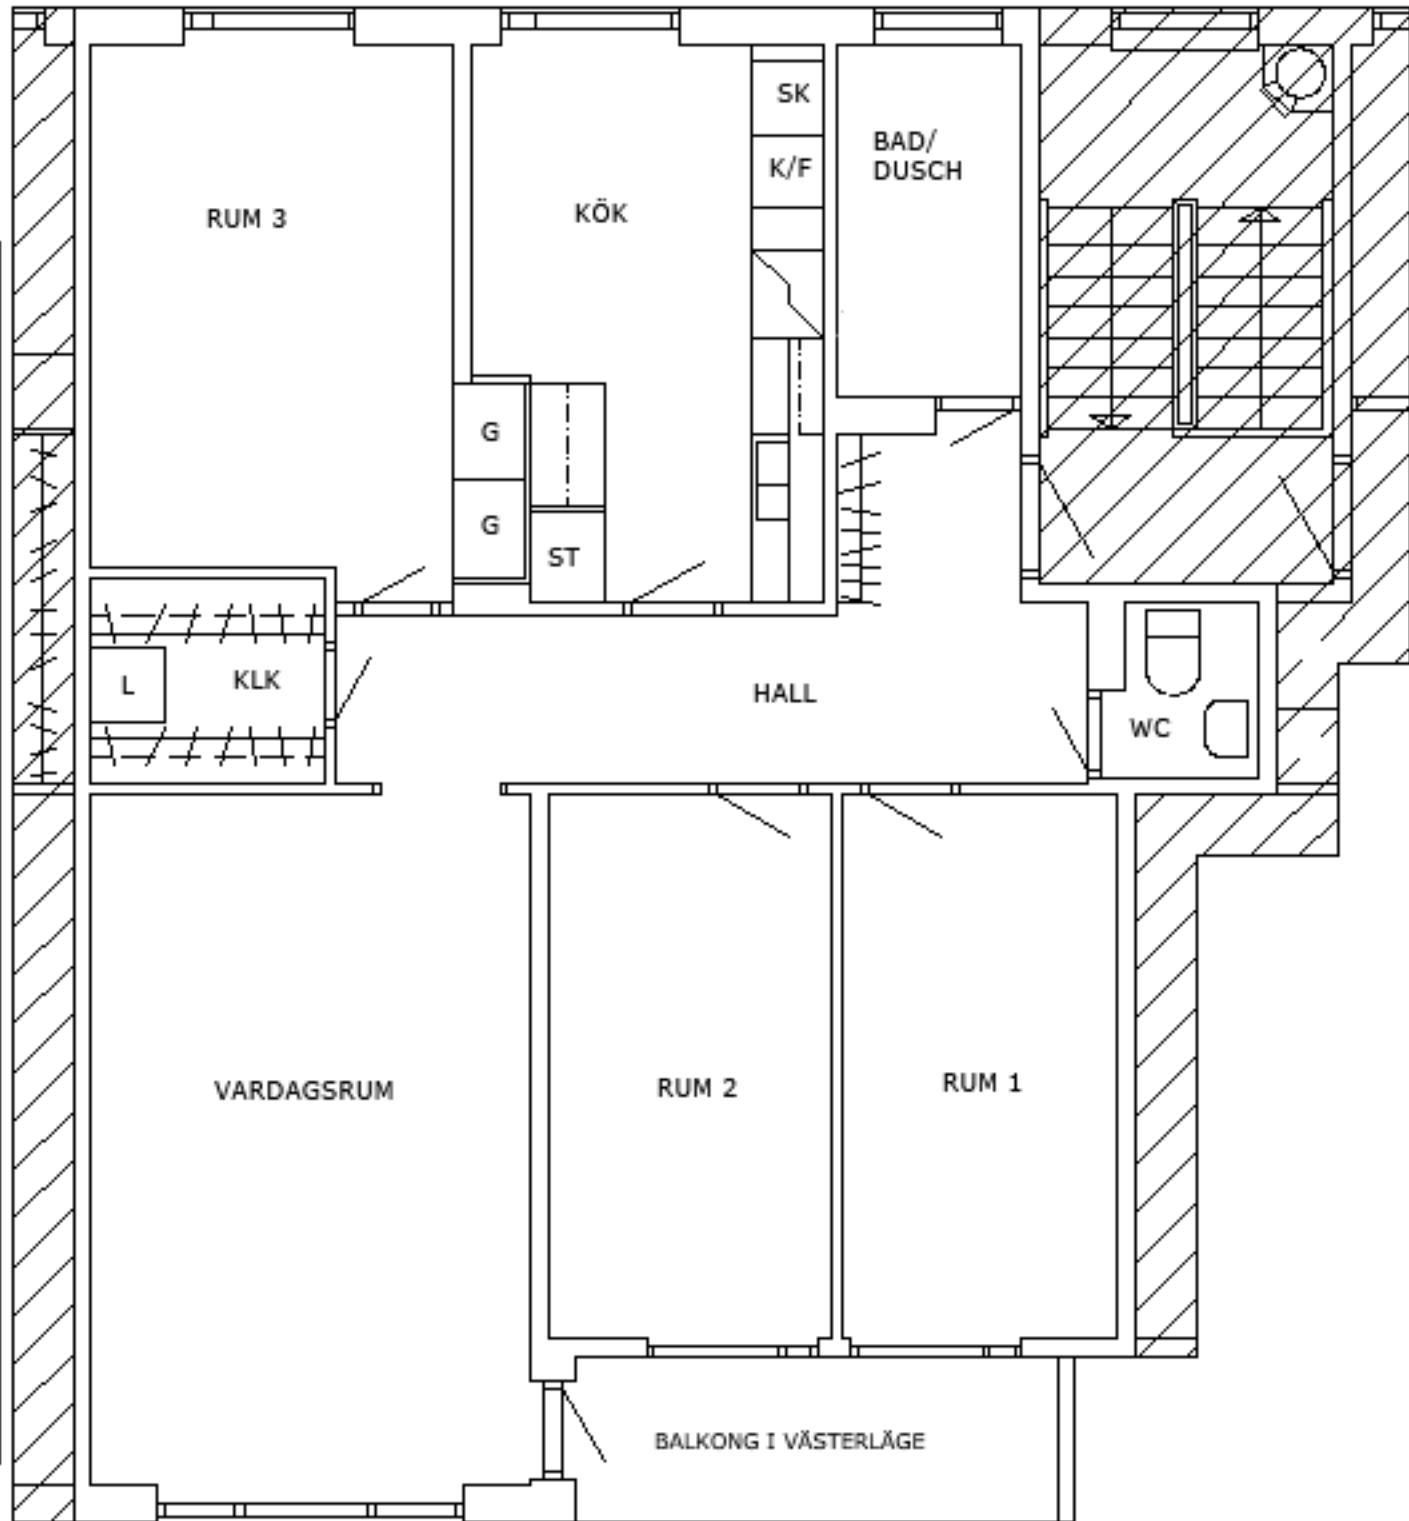 SK
BAD/
DUSCH
K/F
RUM 3
KÖK
G
G
ST
L
KLK
HALL
WC
VARDAGSRUM
RUM 2
RUM 1
BALKONG I VÄSTERLÄGE